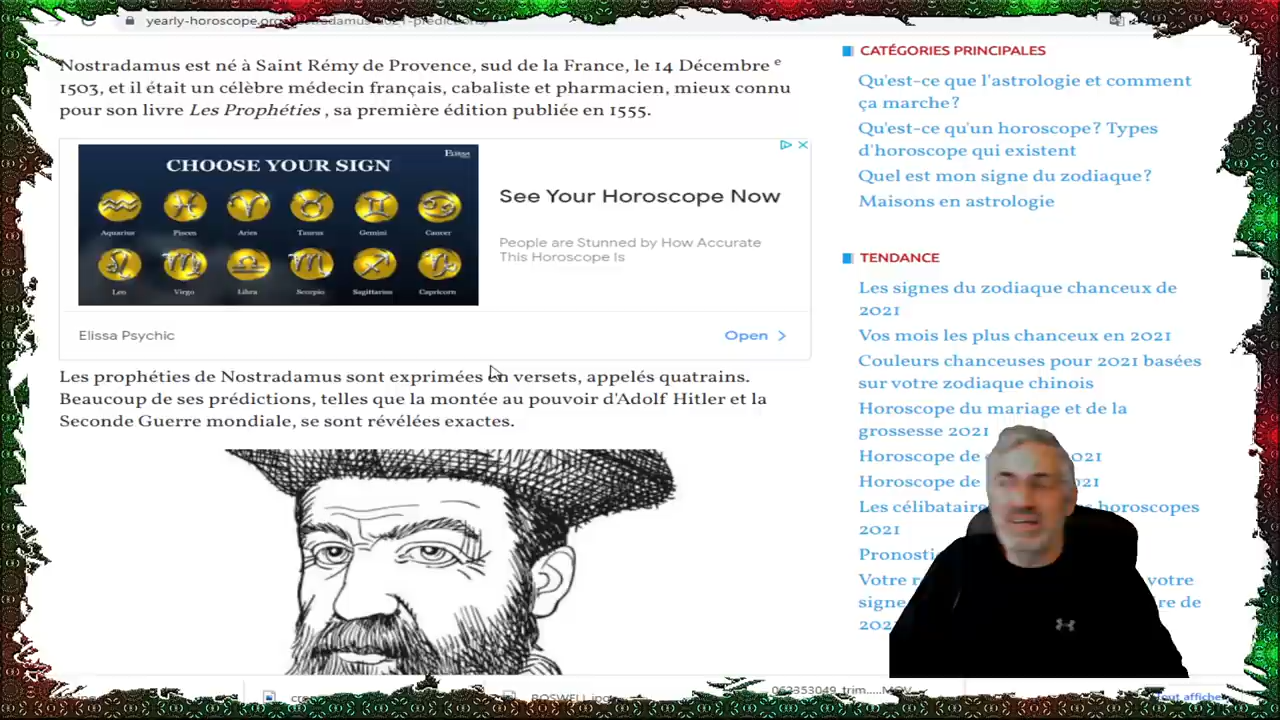 yearly-horoscope.org
Nostradamus est né à Saint Rémy de Provence, sud de la France, le 14 Décembre e
1503, et il était un célèbre médecin français, cabaliste et pharmacien, mieux connu
pour son livre Les Prophéties , sa première édition publiée en 1555.
CHOOSE YOUR SIGN
Elissa
Aquarius Pisces Aries Taurus Gemini Cancer
Leo Virgo Libra Scorpio Sagittarius Capricorn
See Your Horoscope Now
People are Stunned by How Accurate
This Horoscope Is
Elissa Psychic
Open
Les prophéties de Nostradamus sont exprimées en versets, appelés quatrains.
Beaucoup de ses prédictions, telles que la montée au pouvoir d'Adolf Hitler et la
Seconde Guerre mondiale, se sont révélées exactes.
CATÉGORIES PRINCIPALES
Qu'est-ce que l'astrologie et comment
ça marche?
Qu'est-ce qu'un horoscope? Types
d'horoscope qui existent
Quel est mon signe du zodiaque?
Maisons en astrologie
TENDANCE
Les signes du zodiaque chanceux de
2021
Vos mois les plus chanceux en 2021
Couleurs chanceuses pour 2021 basées
sur votre zodiaque chinois
Horoscope du mariage et de la
grossesse 2021
Horoscope de 2021
Horoscope de 2021
Les célibataire horoscopes
2021
Pronosti
Votre votre
signe de
202
BOSWELL.jpg
063353049_trim.....MOV
Tout affiche